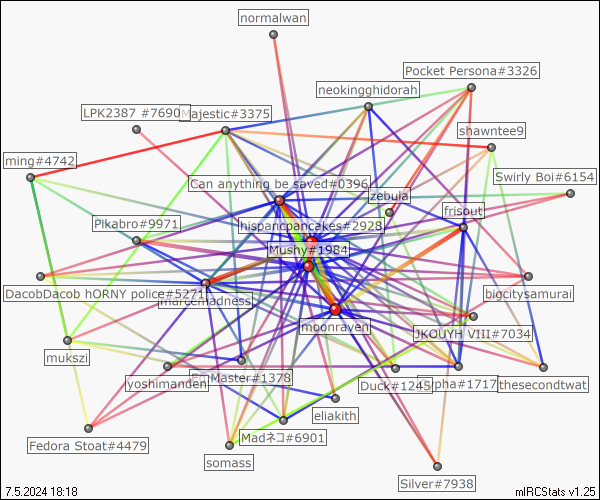 normalwan
Pocket Persona#3326
neokingghidorah
LPK2387 #7690
Majestic#3375
shawntee9
ming#4742
Swirly Boi#6154
Can anything be saved#0396
zebula
frisout
Pikabro#9971
hispancpancakes#2928
Mushy#1984
DacobDacob hORNY police#5271
marcemadness
bigcitysamurai
moonraven
JKOUYH VIII#7034
mukszi
yoshimanden
Master#1378
Duck#1245
pha#1717
thesecondtwat
eliakith
Madネコ#6901
Fedora Stoat#4479
somass
Silver#7938
7.5.2024 18:18
mIRCStats v1.25